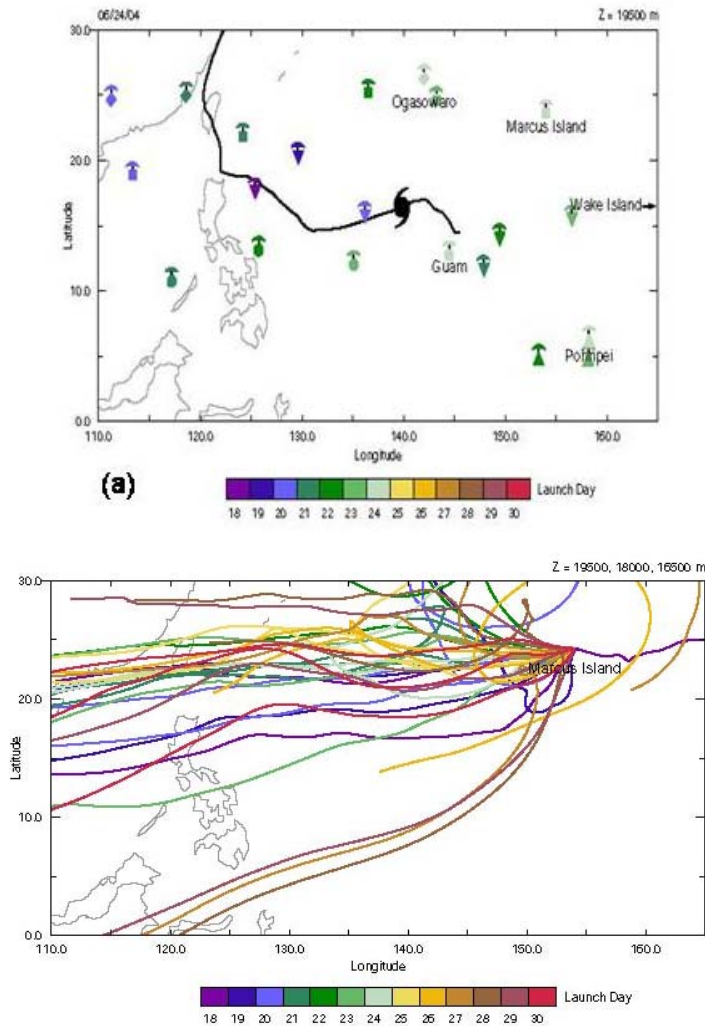 06/24/04 Z = 19500 m
30.0
Ogasowaro
Marcus Island
20.0
Wake Island
Latitude
Guam
10.0
Pohnpei
0.0
110.0 120.0 130.0 140.0 150.0 160.0
Longitude
(a)
Launch Day
18 19 20 21 22 23 24 25 26 27 28 29 30
Z = 19500, 18000, 16500 m
30.0
Marcus Island
20.0
Latitude
10.0
0.0
110.0 120.0 130.0 140.0 150.0 160.0
Longitude
Launch Day
18 19 20 21 22 23 24 25 26 27 28 29 30